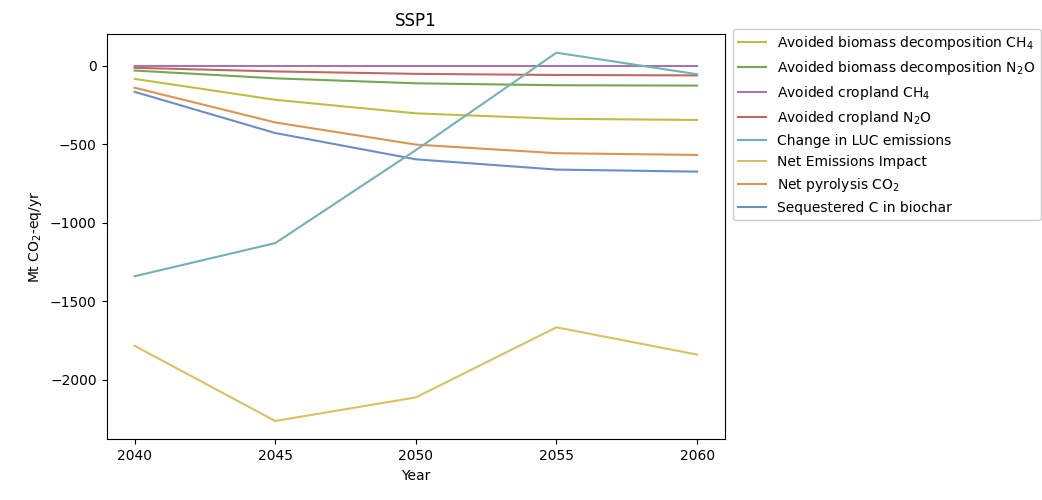 SSP1
Mt CO₂-eq/yr
0
−500
−1000
−1500
−2000
2040 2045 2050 2055 2060
Year
Avoided biomass decomposition CH₄
Avoided biomass decomposition N₂O
Avoided cropland CH₄
Avoided cropland N₂O
Change in LUC emissions
Net Emissions Impact
Net pyrolysis CO₂
Sequestered C in biochar